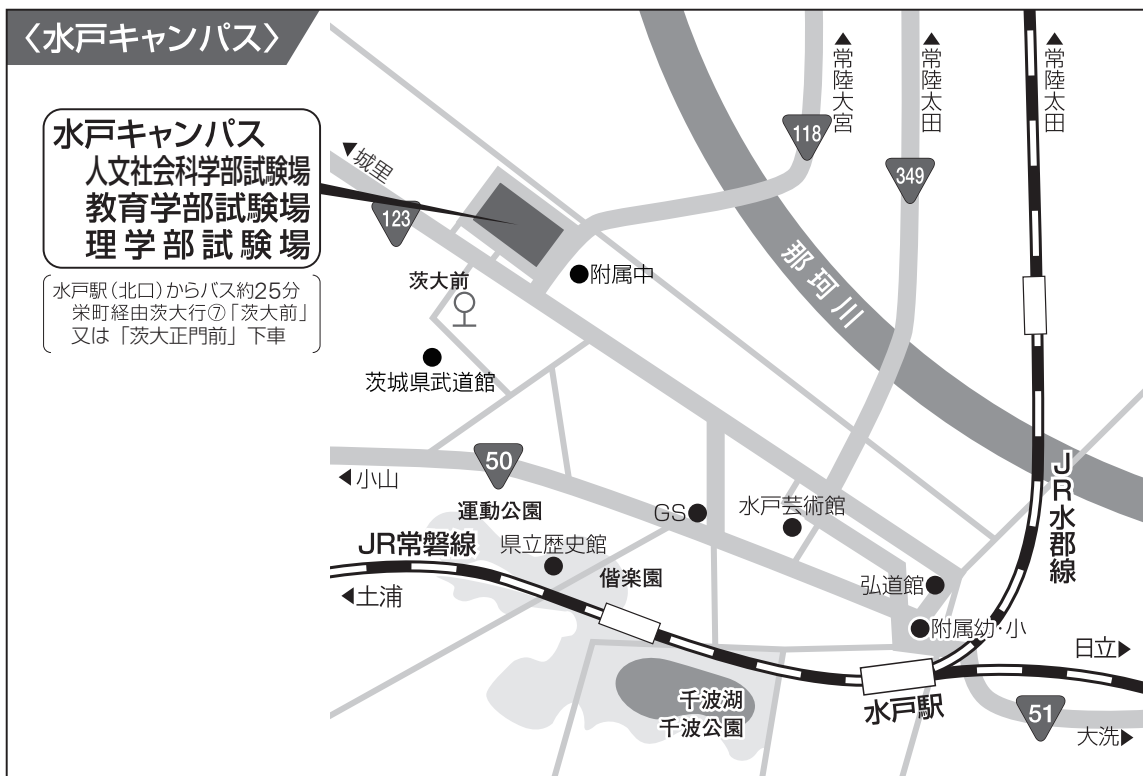 〈水戸キャンパス〉
水戸キャンパス
人文社会科学部試験場
教育学部試験場
理学部試験場
水戸駅(北口)からバス約25分
栄町経由茨大行⑦「茨大前」
又は「茨大正門前」下車
▲常陸大宮
▲常陸太田
▲常陸太田
118
349
▼城里
123
那珂川
附属中
茨大前
茨城県武道館
50
◀小山
運動公園
GS
水戸芸術館
JR水郡線
JR常磐線
県立歴史館
偕楽園
◀土浦
弘道館
附属幼・小
日立▶
千波湖
千波公園
水戸駅
51
大洗▶